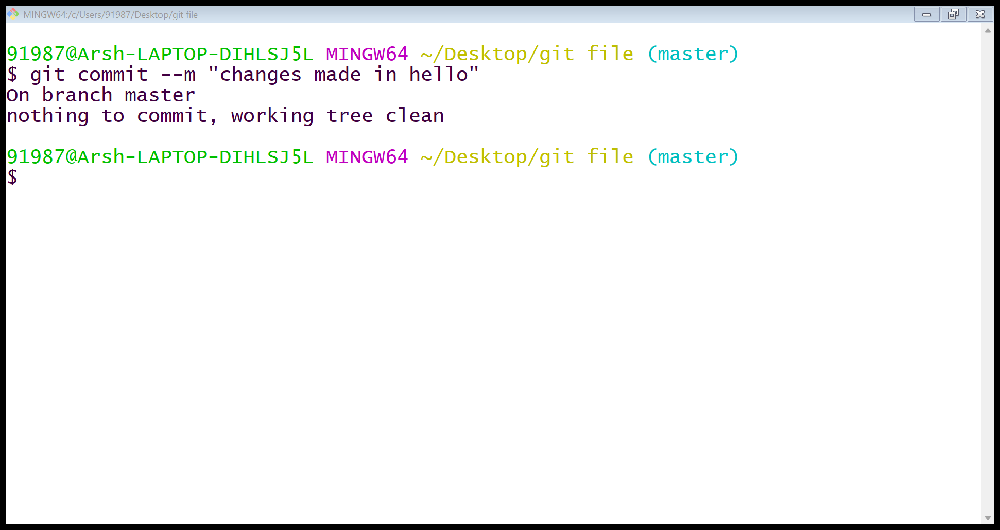 MINGW64:/c/Users/91987/Desktop/git file
91987@Arsh-LAPTOP-DIHLSJ5L MINGW64 ~/Desktop/git file (master)
$ git commit --m "changes made in hello"
On branch master
nothing to commit, working tree clean
91987@Arsh-LAPTOP-DIHLSJ5L MINGW64 ~/Desktop/git file (master)
$